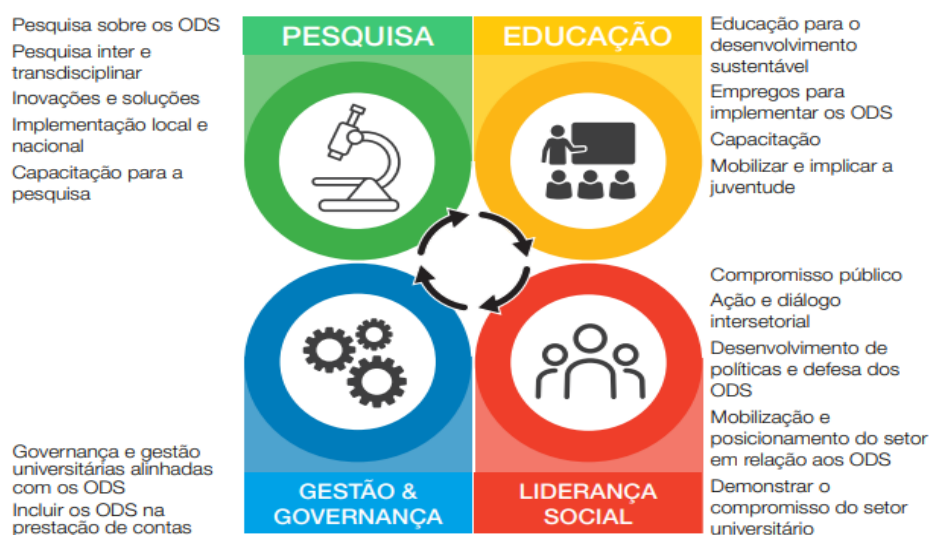 Pesquisa sobre os ODS
Pesquisa inter e
transdisciplinar
Inovações e soluções
Implementação local e
nacional
Capacitação para a
pesquisa
PESQUISA
EDUCAÇÃO
Educação para o
desenvolvimento
sustentável
Empregos para
implementar os ODS
Capacitação
Mobilizar e implicar a
juventude
Governança e gestão
universitárias alinhadas
com os ODS
Incluir os ODS na
prestação de contas
GESTÃO &
GOVERNANÇA
LIDERANÇA
SOCIAL
Compromisso público
Ação e diálogo
intersetorial
Desenvolvimento de
políticas e defesa dos
ODS
Mobilização e
posicionamento do setor
em relação aos ODS
Demonstrar o
compromisso do setor
universitário